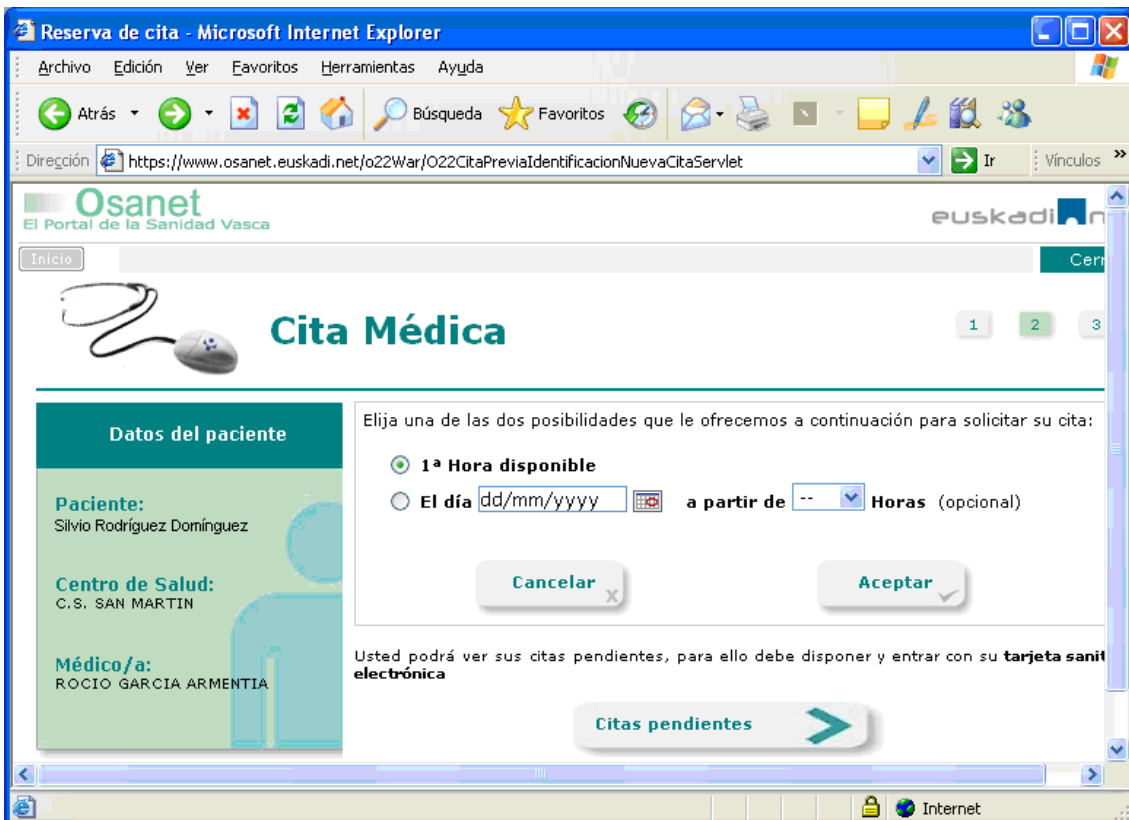 Reserva de cita - Microsoft Internet Explorer
Archivo Edición Ver Favoritos Herramientas Ayuda
Atrás Búsqueda Favoritos
Dirección https://www.osanet.euskadi.net/o22War/O22CitaPreviaIdentificacionNuevaCitaServlet Ir Vínculos »
Osanet
El Portal de la Sanidad Vasca
euskadi n
Inicio Cerr
Cita Médica
1 2 3
Datos del paciente
Paciente:
Silvio Rodríguez Domínguez
Centro de Salud:
C.S. SAN MARTIN
Médico/a:
ROCIO GARCIA ARMENTIA
Elija una de las dos posibilidades que le ofrecemos a continuación para solicitar su cita:
1ª Hora disponible
El día dd/mm/yyyy a partir de -- Horas (opcional)
Cancelar x Aceptar
Usted podrá ver sus citas pendientes, para ello debe disponer y entrar con su tarjeta sanit
electrónica
Citas pendientes
Internet